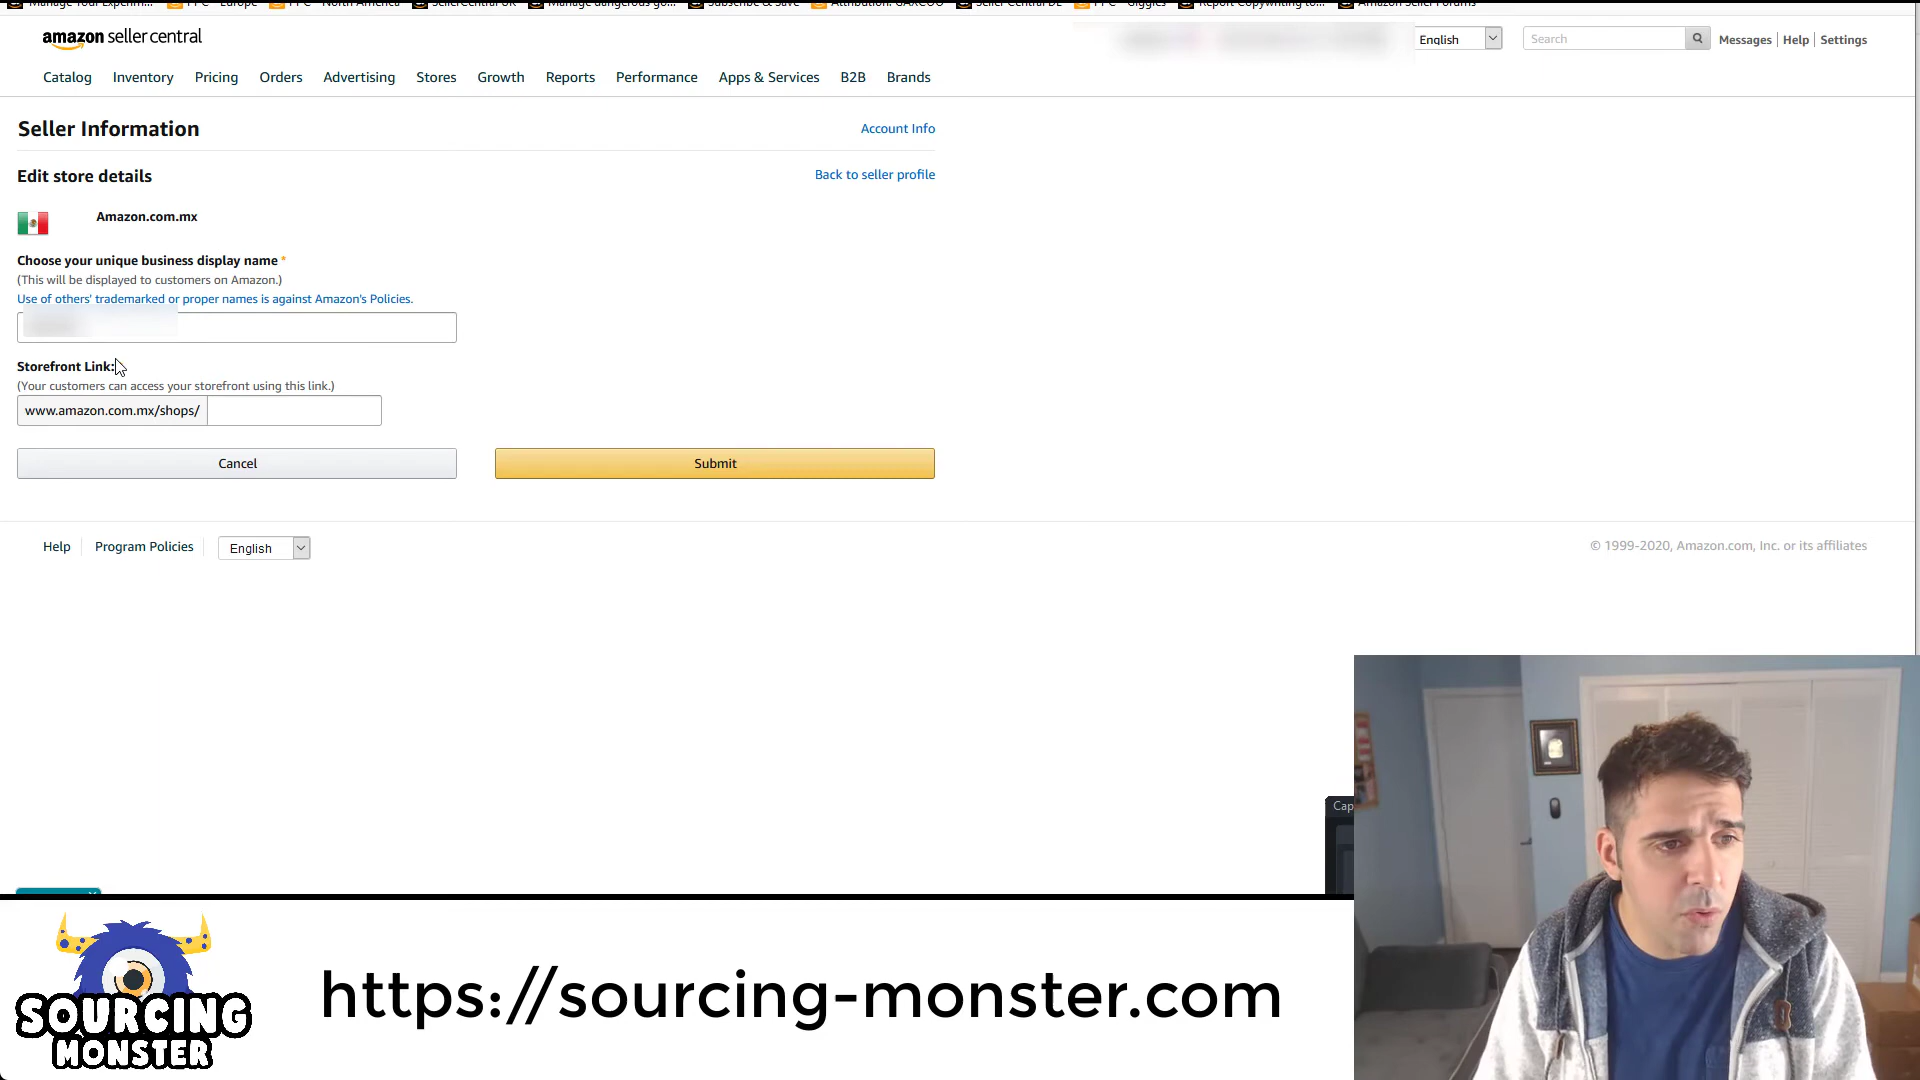 amazon seller central
English
Search
Messages
Help
Settings
Catalog
Inventory
Pricing
Orders
Advertising
Stores
Growth
Reports
Performance
Apps & Services
B2B
Brands
Seller Information
Account Info
Edit store details
Back to seller profile
Amazon.com.mx
Choose your unique business display name *
(This will be displayed to customers on Amazon.)
Use of others' trademarked or proper names is against Amazon's Policies.
Storefront Link:
(Your customers can access your storefront using this link.)
www.amazon.com.mx/shops/
Cancel
Submit
Help
Program Policies
English
© 1999-2020, Amazon.com, Inc. or its affiliates
Cap
SOURCING
MONSTER
https://sourcing-monster.com